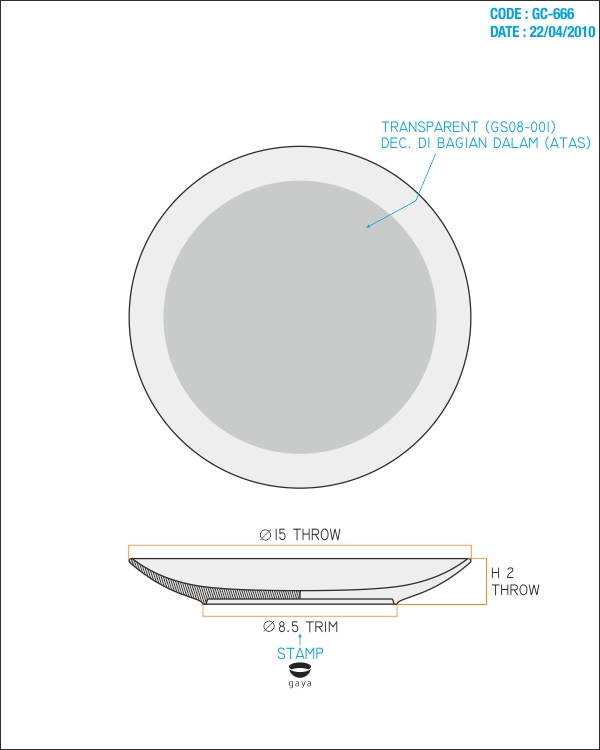 CODE : GC-666
DATE : 22/04/2010
TRANSPARENT (GS08-001)
DEC. DI BAGIAN DALAM (ATAS)
∅15 THROW
H 2
THROW
∅8.5 TRIM
STAMP
gaya